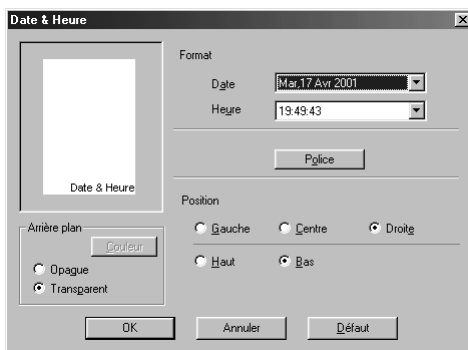 Date & Heure
Format
Date Mar,17 Avr 2001
Heure 19:49:43
Police
Date & Heure
Position
Gauche Centre Droite
Haut Bas
Arrière plan
Couleur
Opaque
Transparent
OK Annuler Défaut